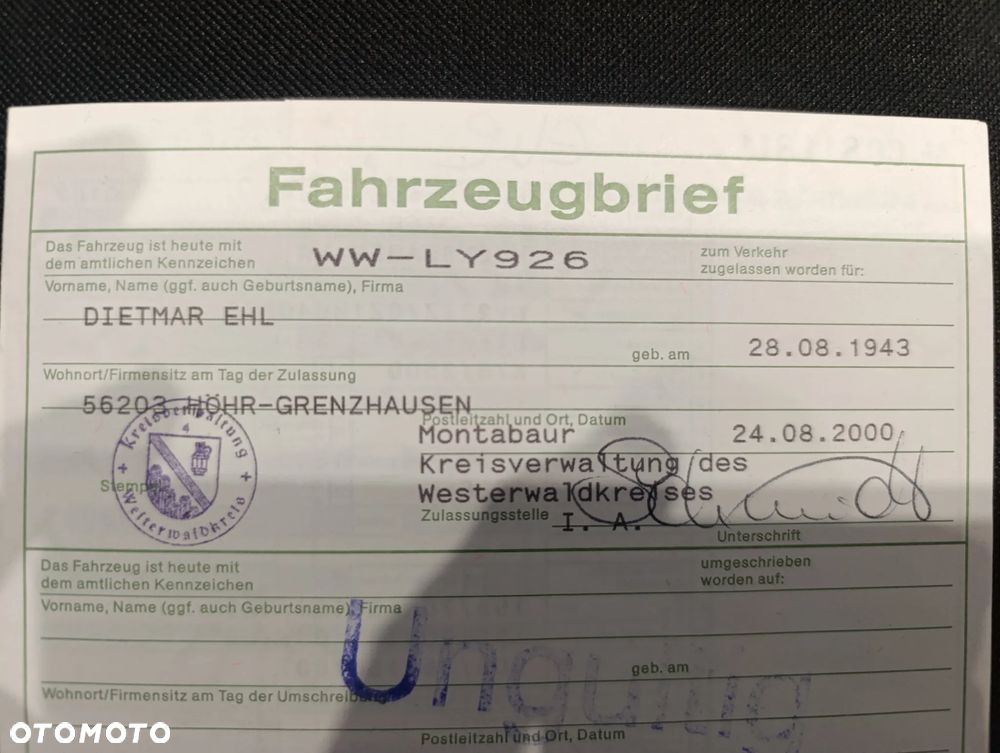 Fahrzeugbrief
Das Fahrzeug ist heute mit
dem amtlichen Kennzeichen
WW-LY926
zum Verkehr
zugelassen worden für:
Vorname, Name (ggf. auch Geburtsname), Firma
DIETMAR EHL
geb. am
28.08.1943
Wohnort/Firmensitz am Tag der Zulassung
56203 HÖHR-GRENZHAUSEN
Postleitzahl und Ort, Datum
Montabaur
24.08.2000
Kreisverwaltung des
Westerwaldkreises
Zulassungsstelle
I. A.
Unterschrift
Stempel
Kreisverwaltung
4
Westerwaldkreis
Das Fahrzeug ist heute mit
dem amtlichen Kennzeichen
umgeschrieben
worden auf:
Vorname, Name (ggf. auch Geburtsname), Firma
Ungültig
geb. am
Wohnort/Firmensitz am Tag der Umschreibung
Postleitzahl und Ort, Datum
OTOMOTO